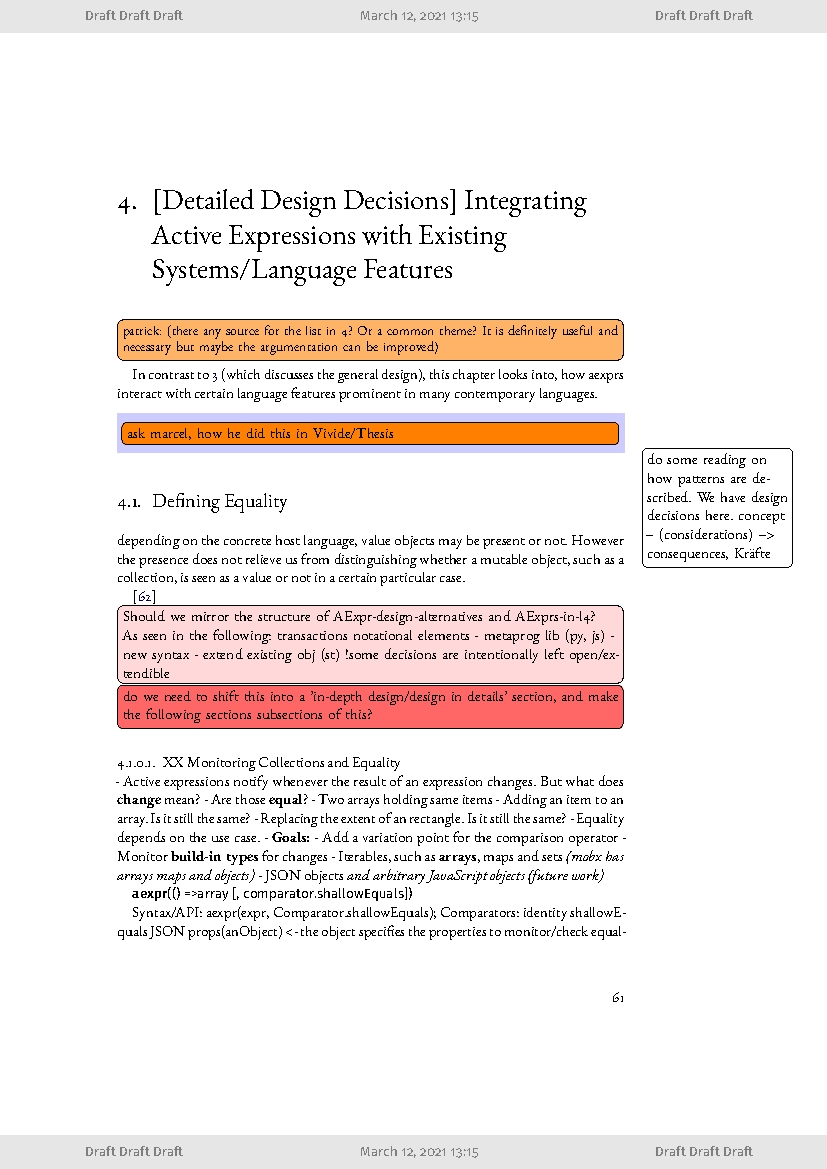 Draft Draft Draft March 12, 2021 13:15 Draft Draft Draft
4. [Detailed Design Decisions] Integrating
Active Expressions with Existing
Systems/Language Features
patrick: (there any source for the list in 4? Or a common theme? It is definitely useful and
necessary but maybe the argumentation can be improved)
In contrast to 3 (which discusses the general design), this chapter looks into, how aexprs
interact with certain language features prominent in many contemporary languages.
ask marcel, how he did this in Vivide/Thesis
do some reading on
how patterns are de-
scribed. We have design
decisions here. concept
– (considerations) –>
consequences, Kräfte
4.1. Defining Equality
depending on the concrete host language, value objects may be present or not. However
the presence does not relieve us from distinguishing whether a mutable object, such as a
collection, is seen as a value or not in a certain particular case.
[62]
Should we mirror the structure of AExpr-design-alternatives and AExprs-in-l4?
As seen in the following: transactions notational elements - metaprog lib (py, js) -
new syntax - extend existing obj (st) !some decisions are intentionally left open/ex-
tendible
do we need to shift this into a 'in-depth design/design in details' section, and make
the following sections subsections of this?
4.1.0.1. XX Monitoring Collections and Equality
- Active expressions notify whenever the result of an expression changes. But what does
change mean? - Are those equal? - Two arrays holding same items - Adding an item to an
array. Is it still the same? - Replacing the extent of an rectangle. Is it still the same? - Equality
depends on the use case. - Goals: - Add a variation point for the comparison operator -
Monitor build-in types for changes - Iterables, such as arrays, maps and sets (mobx has
arrays maps and objects) - JSON objects and arbitrary JavaScript objects (future work)
aexpr(() =>array [, comparator.shallowEquals])
Syntax/API: aexpr(expr, Comparator.shallowEquals); Comparators: identity shallowE-
quals JSON props(anObject) <- the object specifies the properties to monitor/check equal-
61
Draft Draft Draft March 12, 2021 13:15 Draft Draft Draft